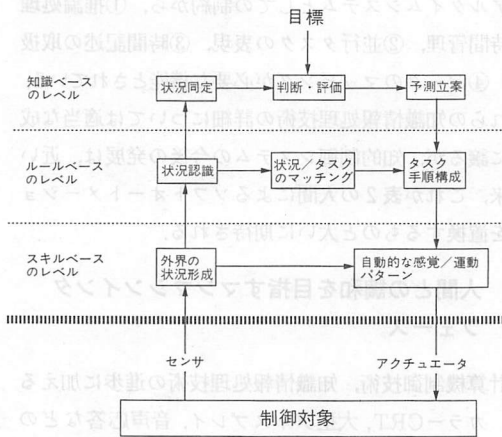 目標
知識ベース
のレベル
状況同定
判断・評価
予測立案
ルールベース
のレベル
状況認識
状況／タスク
のマッチング
タスク
手順構成
スキルベース
のレベル
外界の
状況形成
自動的な感覚／運動
パターン
センサ
アクチュエータ
制御対象